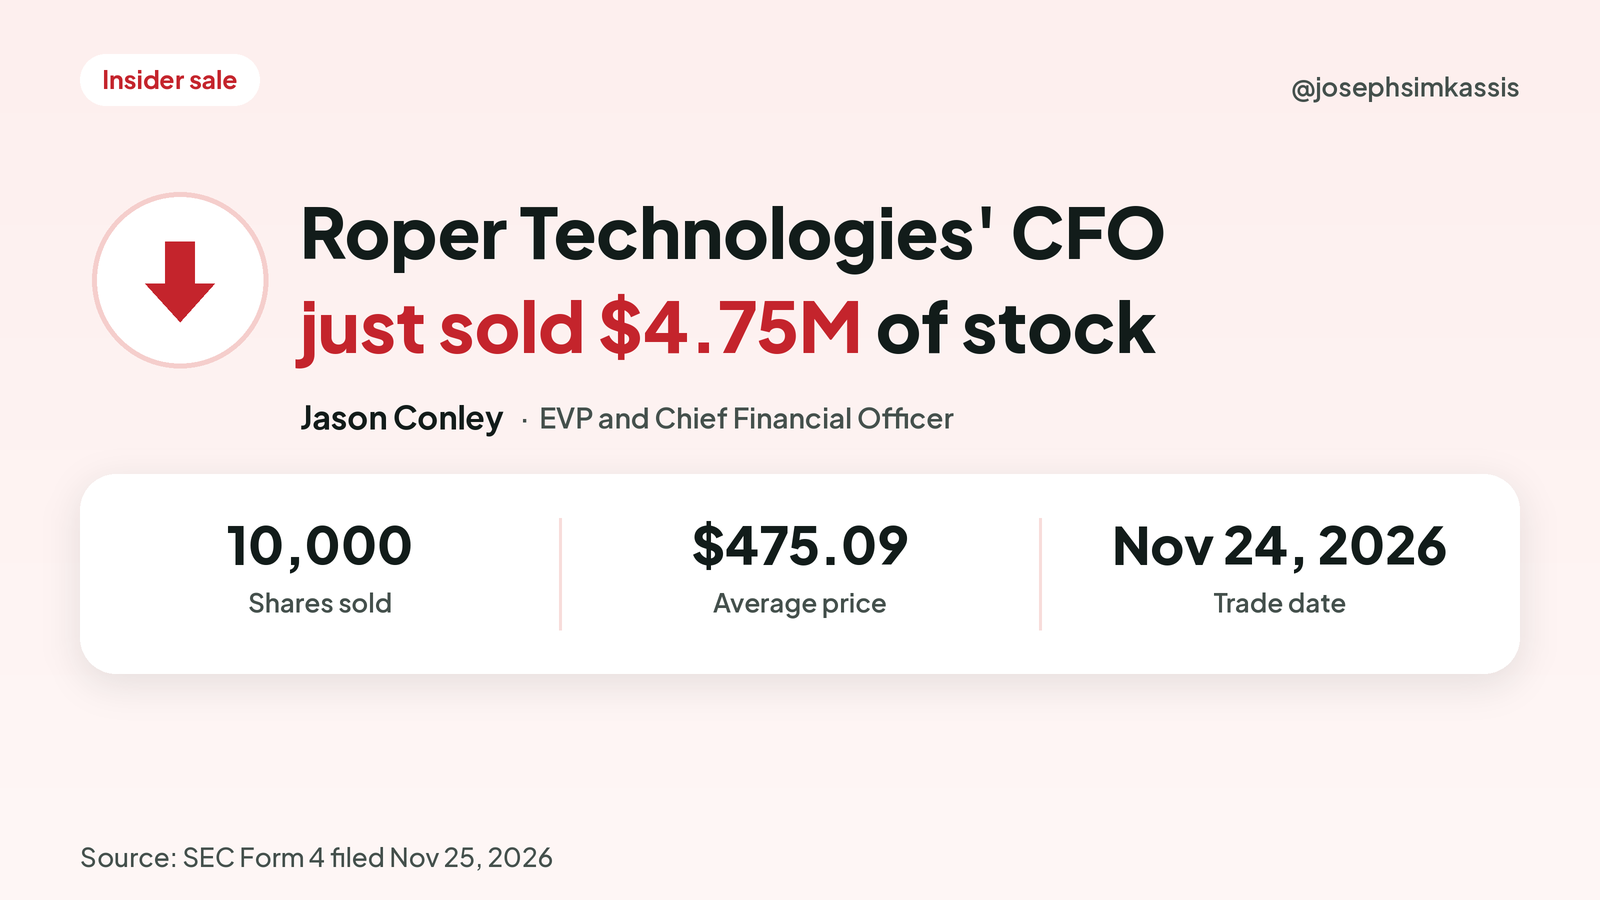 Insider sale
@josephsimkassis
Roper Technologies' CFO
just sold $4.75M of stock
Jason Conley · EVP and Chief Financial Officer
10,000
Shares sold
$475.09
Average price
Nov 24, 2026
Trade date
Source: SEC Form 4 filed Nov 25, 2026